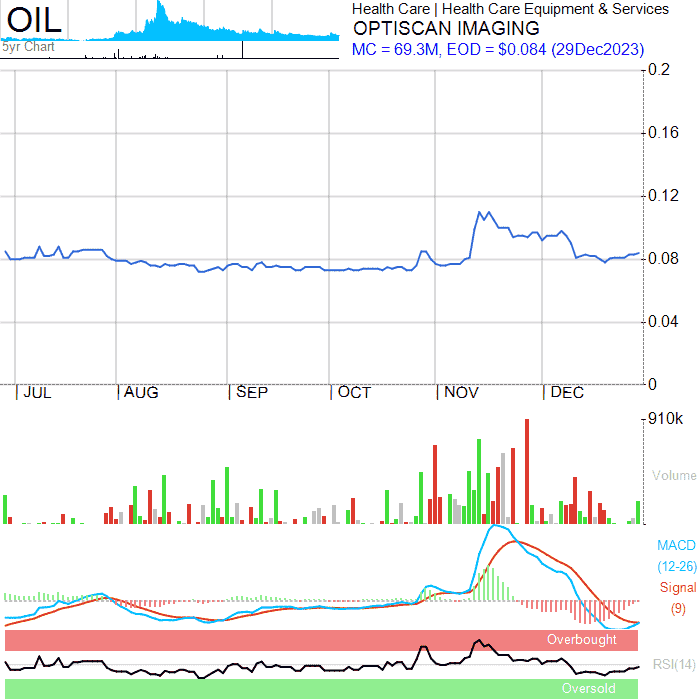 OIL
5yr Chart
Health Care | Health Care Equipment & Services
OPTISCAN IMAGING
MC = 69.3M, EOD = $0.084 (29Dec2023)
0.2
0.16
0.12
0.08
0.04
0
| JUL | AUG | SEP | OCT | NOV | DEC
910k
Volume
MACD
(12-26)
Signal
(9)
Overbought
RSI(14)
Oversold